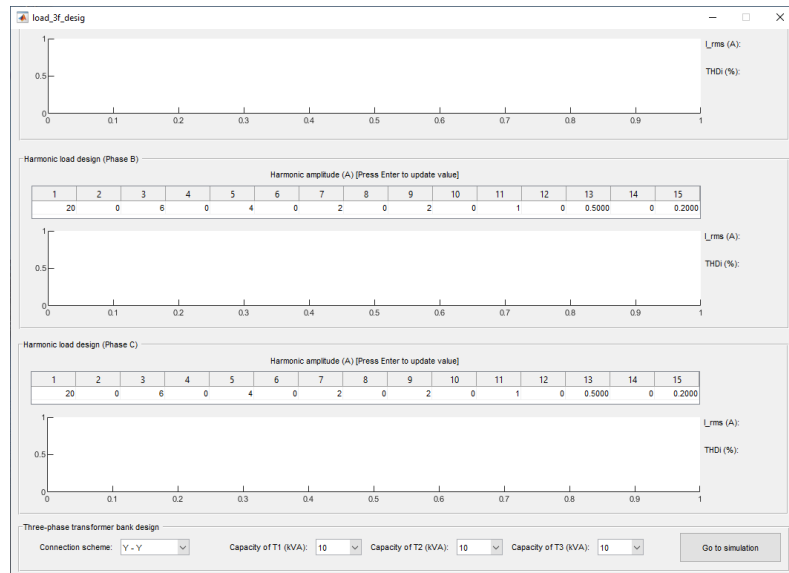 load_3f_desig
1
I_rms (A):
THDi (%):
0.5
0
0 0.1 0.2 0.3 0.4 0.5 0.6 0.7 0.8 0.9 1
Harmonic load design (Phase B)
Harmonic amplitude (A) [Press Enter to update value]
1 2 3 4 5 6 7 8 9 10 11 12 13 14 15
20 0 6 0 4 0 2 0 2 0 1 0 0.5000 0 0.2000
1
I_rms (A):
THDi (%):
0.5
0
0 0.1 0.2 0.3 0.4 0.5 0.6 0.7 0.8 0.9 1
Harmonic load design (Phase C)
Harmonic amplitude (A) [Press Enter to update value]
1 2 3 4 5 6 7 8 9 10 11 12 13 14 15
20 0 6 0 4 0 2 0 2 0 1 0 0.5000 0 0.2000
1
I_rms (A):
THDi (%):
0.5
0
0 0.1 0.2 0.3 0.4 0.5 0.6 0.7 0.8 0.9 1
Three-phase transformer bank design
Connection scheme: Y - Y Capacity of T1 (kVA): 10 Capacity of T2 (kVA): 10 Capacity of T3 (kVA): 10 Go to simulation